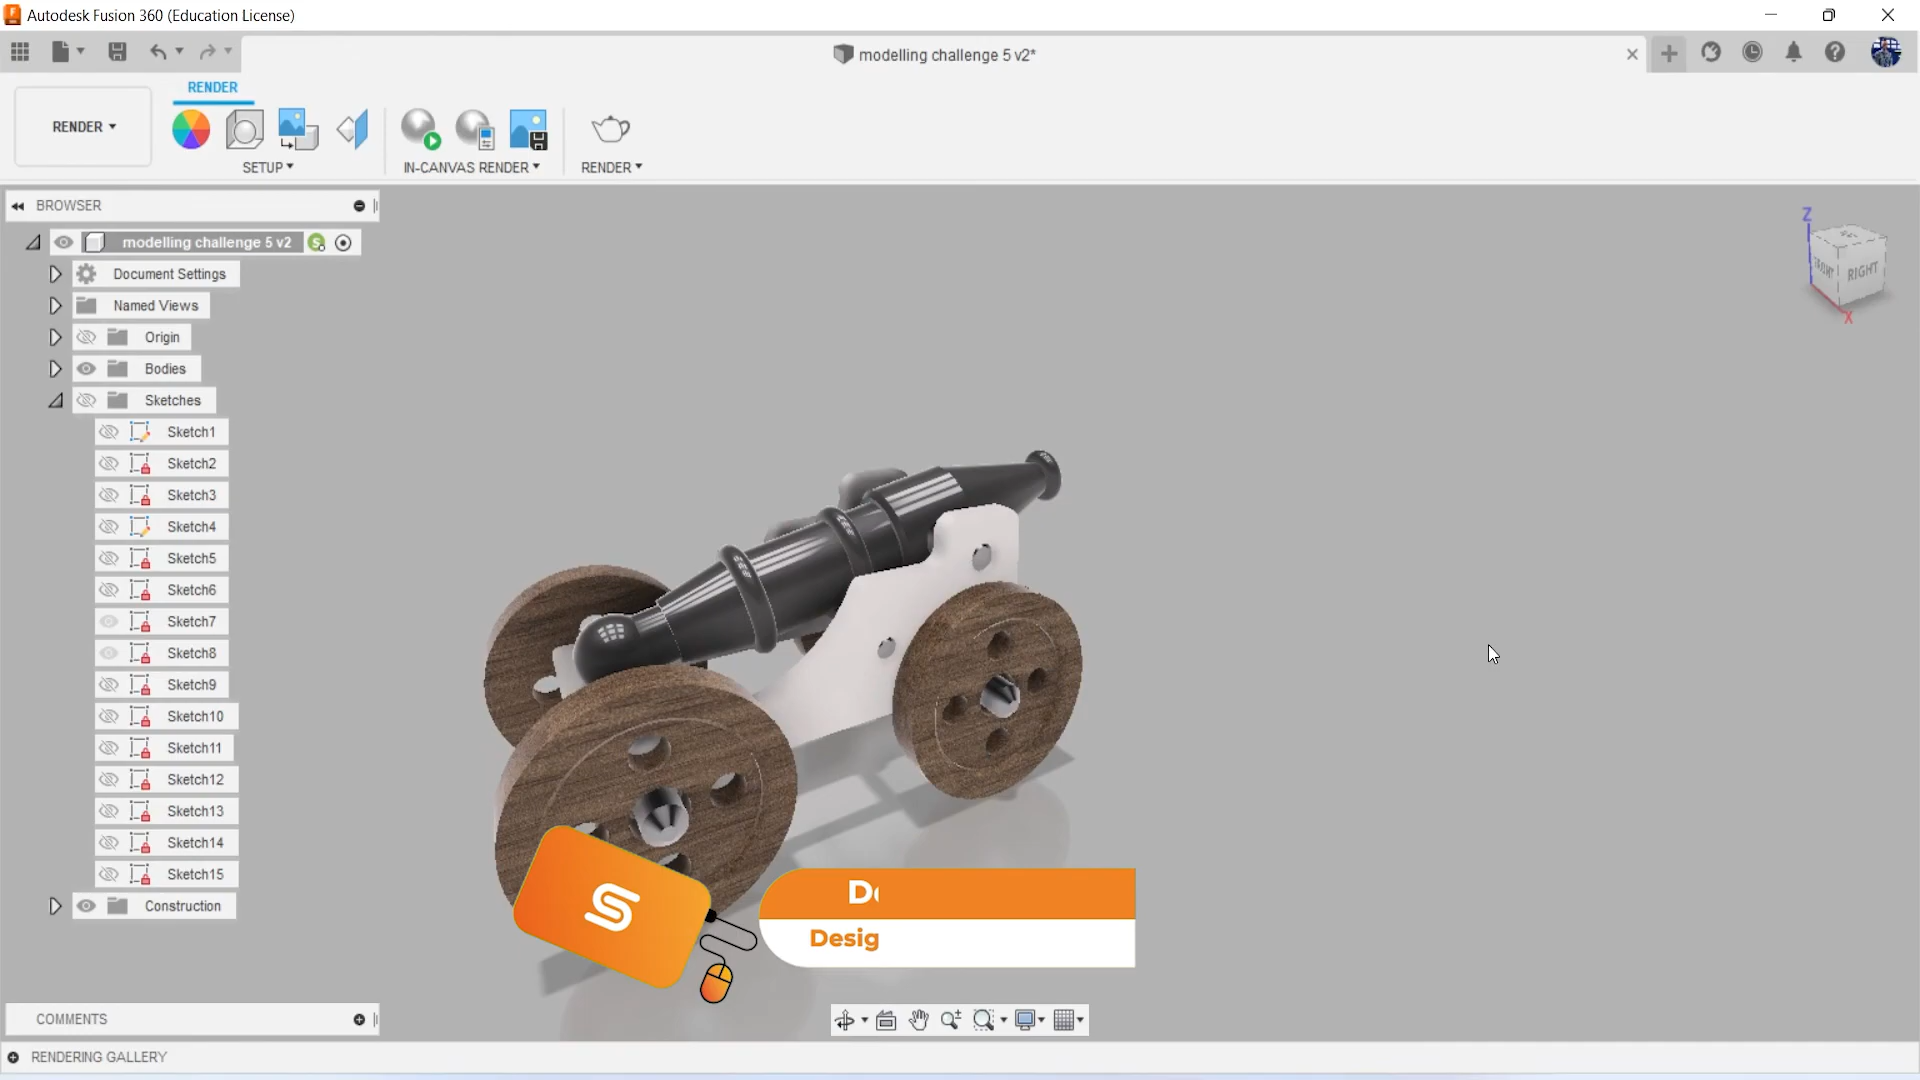 Autodesk Fusion 360 (Education License)
modelling challenge 5 v2*
RENDER
RENDER
SETUP
IN-CANVAS RENDER
RENDER
BROWSER
modelling challenge 5 v2
Document Settings
Named Views
Origin
Bodies
Sketches
Sketch1
Sketch2
Sketch3
Sketch4
Sketch5
Sketch6
Sketch7
Sketch8
Sketch9
Sketch10
Sketch11
Sketch12
Sketch13
Sketch14
Sketch15
Construction
Z
FRONT
RIGHT
X
S
Desig
COMMENTS
RENDERING GALLERY